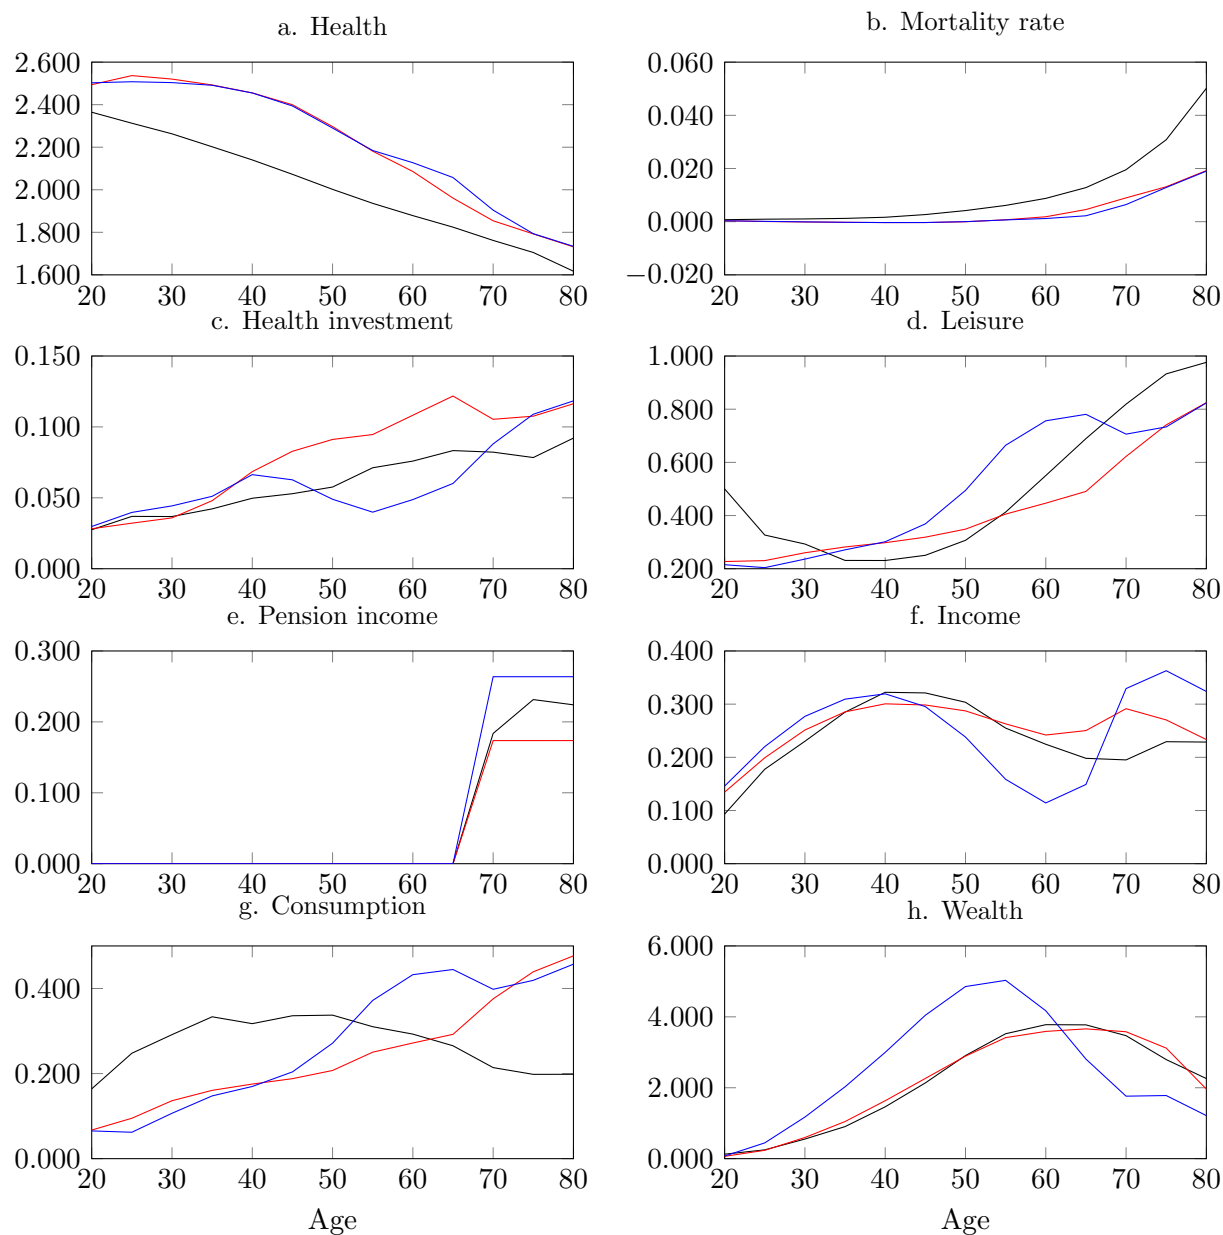 a. Health
2.600
2.400
2.200
2.000
1.800
1.600
20 30 40 50 60 70 80
b. Mortality rate
0.060
0.040
0.020
0.000
−0.020
20 30 40 50 60 70 80
c. Health investment
0.150
0.100
0.050
0.000
20 30 40 50 60 70 80
d. Leisure
1.000
0.800
0.600
0.400
0.200
20 30 40 50 60 70 80
e. Pension income
0.300
0.200
0.100
0.000
20 30 40 50 60 70 80
f. Income
0.400
0.300
0.200
0.100
0.000
20 30 40 50 60 70 80
g. Consumption
0.400
0.200
0.000
20 30 40 50 60 70 80
Age
h. Wealth
6.000
4.000
2.000
0.000
20 30 40 50 60 70 80
Age